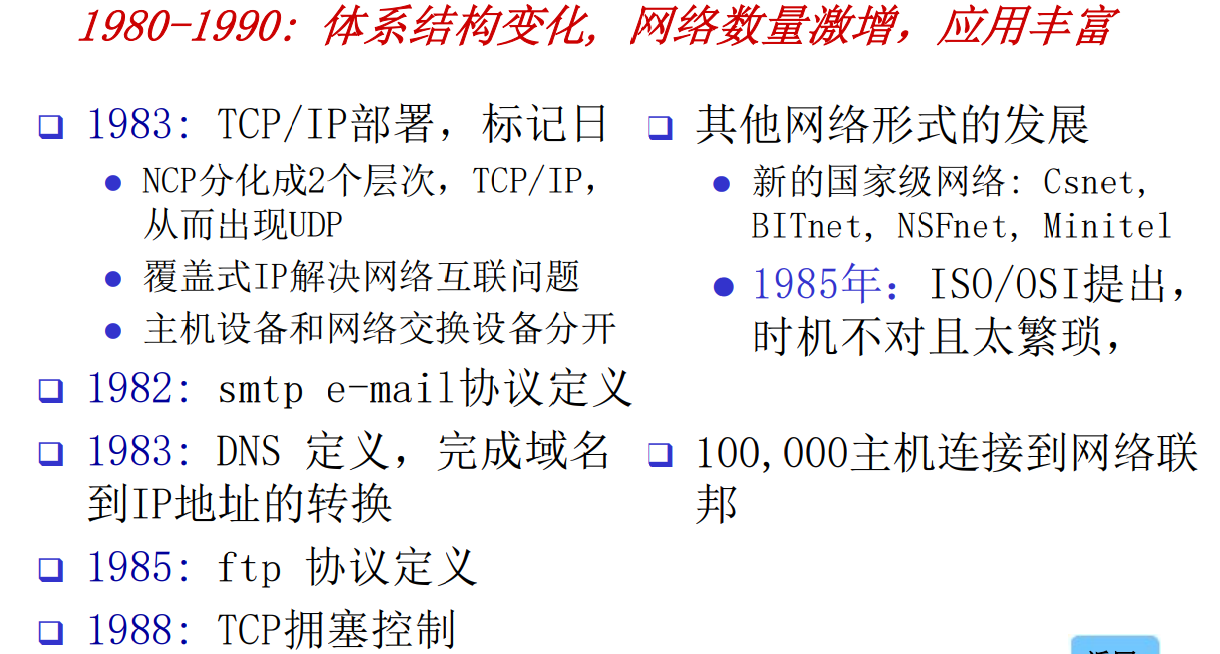 1980-1990: 体系结构变化, 网络数量激增，应用丰富
1983: TCP/IP部署，标记日
NCP分化成2个层次，TCP/IP，
从而出现UDP
覆盖式IP解决网络互联问题
主机设备和网络交换设备分开
1982: smtp e-mail协议定义
1983: DNS 定义，完成域名
到IP地址的转换
1985: ftp 协议定义
1988: TCP拥塞控制
其他网络形式的发展
新的国家级网络: Csnet,
BITnet, NSFnet, Minitel
1985年：ISO/OSI提出，
时机不对且太繁琐，
100,000主机连接到网络联
邦